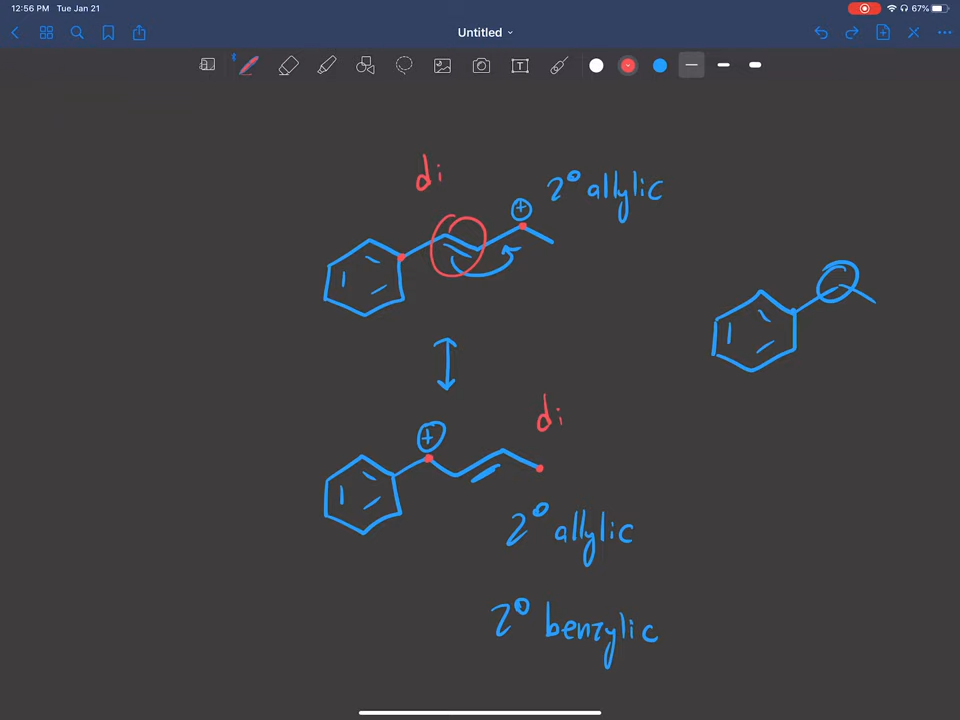 12:56 PM Tue Jan 21
67%
Untitled
T
di
2° allylic
+
+
di
2° allylic
2° benzylic